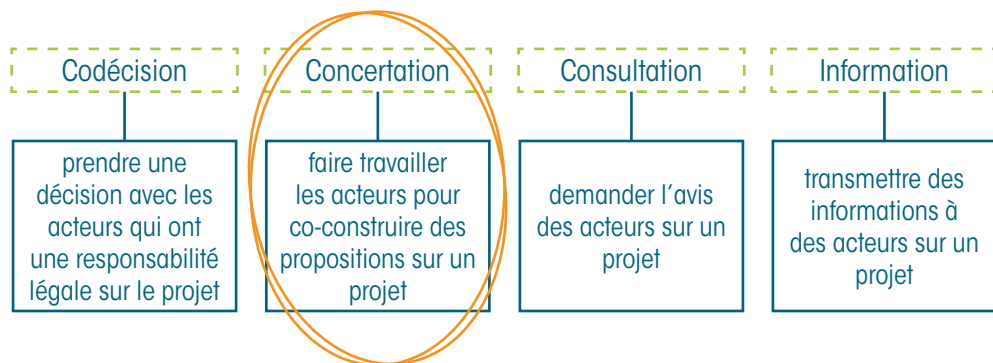 Codécision
Concertation
Consultation
Information
prendre une
décision avec les
acteurs qui ont
une responsabilité
légale sur le projet
faire travailler
les acteurs pour
co-construire des
propositions sur un
projet
demander l’avis
des acteurs sur un
projet
transmettre des
informations à
des acteurs sur un
projet